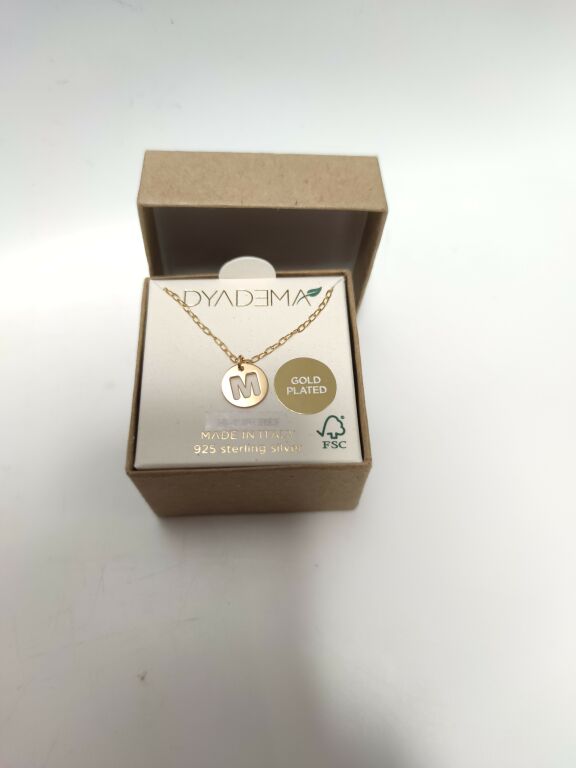 DYADEMA
M
GOLD
PLATED
MADE IN ITALY
925 sterling silver
FSC